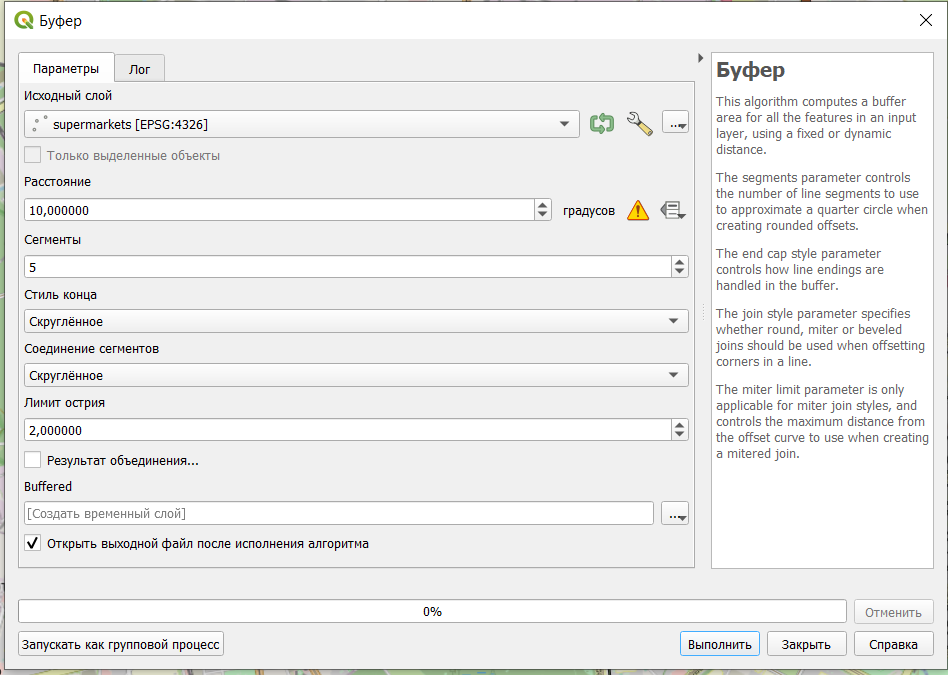 Буфер
Параметры
Лог
Исходный слой
supermarkets [EPSG:4326]
...
Только выделенные объекты
Расстояние
10,000000
градусов
Сегменты
5
Стиль конца
Скруглённое
Соединение сегментов
Скруглённое
Лимит острия
2,000000
Результат объединения...
Buffered
[Создать временный слой]
...
Открыть выходной файл после исполнения алгоритма
Буфер
This algorithm computes a buffer
area for all the features in an input
layer, using a fixed or dynamic
distance.
The segments parameter controls
the number of line segments to use
to approximate a quarter circle when
creating rounded offsets.
The end cap style parameter
controls how line endings are
handled in the buffer.
The join style parameter specifies
whether round, miter or beveled
joins should be used when offsetting
corners in a line.
The miter limit parameter is only
applicable for miter join styles, and
controls the maximum distance from
the offset curve to use when creating
a mitered join.
0%
Отменить
Запускать как групповой процесс
Выполнить
Закрыть
Справка